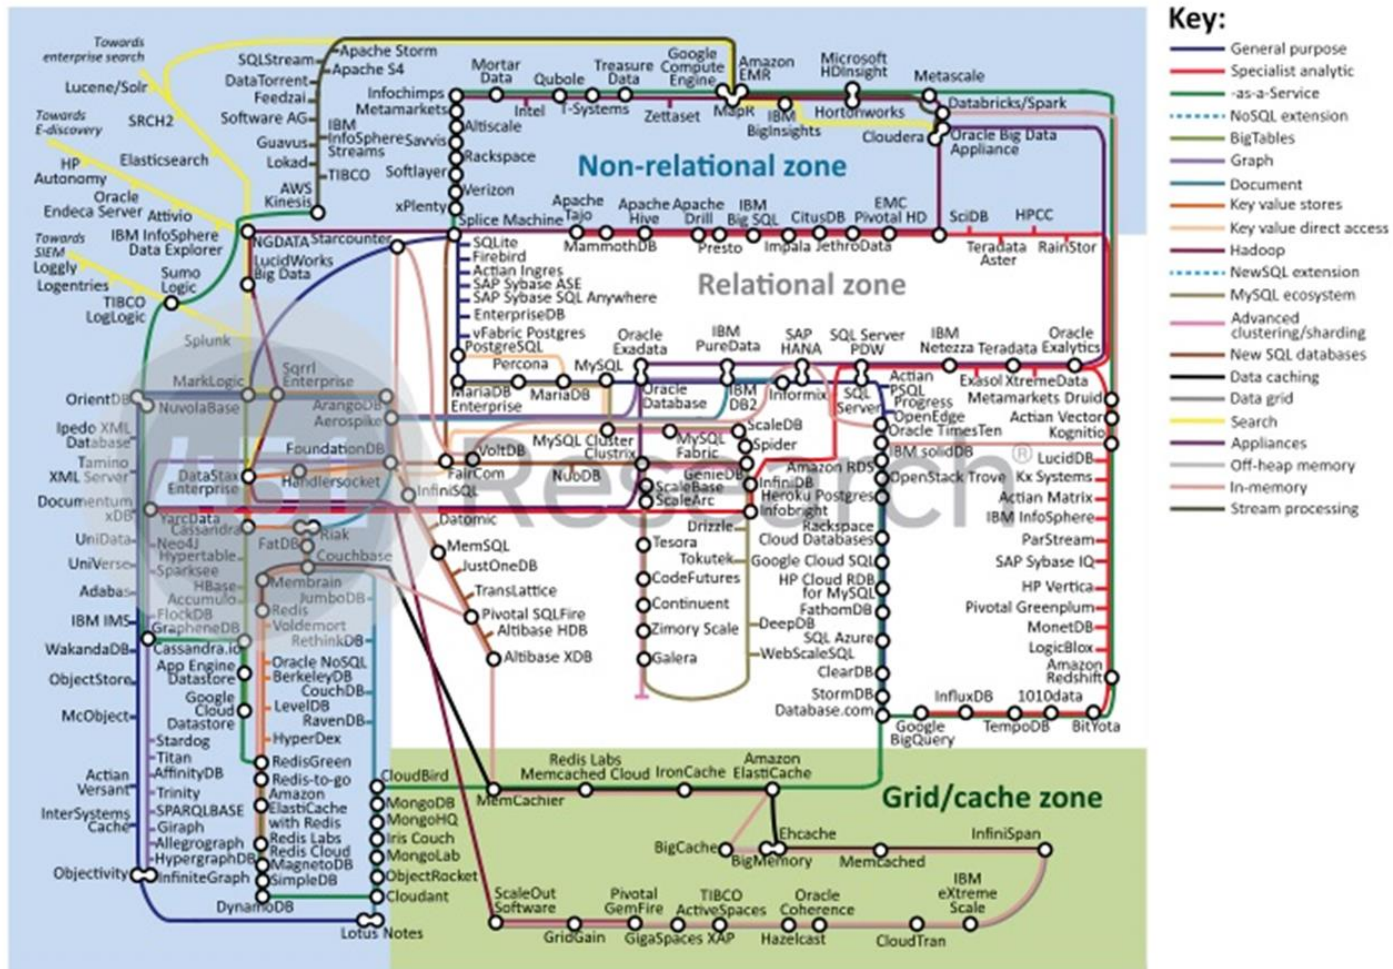 Key:
General purpose
Specialist analytic
-as-a-Service
NoSQL extension
BigTables
Graph
Document
Key value stores
Key value direct access
Hadoop
NewSQL extension
MySQL ecosystem
Advanced
clustering/sharding
New SQL databases
Data caching
Data grid
Search
Appliances
Off-heap memory
In-memory
Stream processing
Towards
enterprise search
Lucene/Solr
SRCH2
Towards
E-discovery
Elasticsearch
HP
Autonomy
Oracle
Endeca Server
Attivio
IBM InfoSphere
Data Explorer
Towards
SIEM
Loggly
Logentries
Sumo
Logic
TIBCO
LogLogic
Splunk
SQLStream
DataTorrent
Feedzai
Software AG
Guavus
Lokad
AWS
Kinesis
Apache Storm
Apache S4
IBM
InfoSphere
Streams
TIBCO
Infochimps
Metamarkets
Altiscale
Savvis
Rackspace
Softlayer
Verizon
xPlenty
Splice Machine
Mortar
Data
Intel
Qubole
T-Systems
Treasure
Data
Zettaset
Google
Compute
Engine
Amazon
EMR
MapR
IBM
BigInsights
Microsoft
HDInsight
Hortonworks
Metascale
Databricks/Spark
Cloudera
Oracle Big Data
Appliance
Non-relational zone
Apache
Tajo
MammothDB
Apache
Hive
Apache
Drill
Presto
IBM
Big SQL
Impala
CitusDB
JethroData
EMC
Pivotal HD
SciDB
Teradata
Aster
HPCC
RainStor
NGDATA
Starcounter
LucidWorks
Big Data
SQLite
Firebird
Actian Ingres
SAP Sybase ASE
SAP Sybase SQL Anywhere
EnterpriseDB
vFabric Postgres
PostgreSQL
Relational zone
Percona
MySQL
MariaDB
Enterprise
MariaDB
Oracle
Exadata
Oracle
Database
IBM
PureData
IBM
DB2
SAP
HANA
Informix
SQL Server
PDW
SQL
Server
IBM
Netezza
Teradata
Oracle
Exalytics
Exasol
XtremeData
Actian
PSQL
Progress
OpenEdge
Oracle TimesTen
IBM solidDB
OpenStack Trove
Metamarkets Druid
Actian Vector
Kognitio
LucidDB
Kx Systems
Actian Matrix
IBM InfoSphere
ParStream
SAP Sybase IQ
HP Vertica
Pivotal Greenplum
MonetDB
LogicBlox
Amazon
Redshift
BitYota
1010data
TempoDB
InfluxDB
Google
BigQuery
MarkLogic
Sqrrl
Enterprise
OrientDB
NuvolaBase
ArangoDB
Aerospike
Ipedo XML
Database
Tamino
XML Server
Documentum
xDB
UniData
UniVerse
Adabas
IBM IMS
WakandaDB
ObjectStore
McObject
Actian
Versant
InterSystems
Caché
Objectivity
FoundationDB
Handlersocket
DataStax
Enterprise
YarcData
Cassandra
Neo4J
Sparksee
Hypertable
HBase
Accumulo
FlockDB
GrapheneDB
Cassandra.io
FatDB
Riak
Couchbase
Membrain
Redis
JumboDB
Voldemort
RethinkDB
App Engine
Datastore
Google
Cloud
Datastore
Oracle NoSQL
BerkeleyDB
CouchDB
LevelDB
RavenDB
HyperDex
Stardog
Titan
AffinityDB
Trinity
SPARQLBASE
Giraph
Allegrograph
HypergraphDB
InfiniteGraph
RedisGreen
Redis-to-go
Amazon
ElastiCache
with Redis
Redis Labs
Redis Cloud
MagnetoDB
SimpleDB
DynamoDB
CloudBird
MongoDB
MongoHQ
Iris Couch
MongoLab
ObjectRocket
Cloudant
Lotus Notes
VoltDB
FairCom
InfiniSQL
NuoDB
Datomic
MemSQL
JustOneDB
TransLattice
Pivotal SQLFire
Altibase HDB
Altibase XDB
MySQL Cluster
Clustrix
MySQL
Fabric
ScaleDB
Spider
GenieDB
ScaleBase
ScaleArc
InfiniDB
Infobright
Drizzle
Tesora
Tokutek
CodeFutures
Continuent
Zimory Scale
Galera
DeepDB
WebScaleSQL
Amazon RDS
Heroku Postgres
Rackspace
Cloud Databases
Google Cloud SQL
HP Cloud RDB
for MySQL
FathomDB
SQL Azure
ClearDB
StormDB
Database.com
451 Research®
Grid/cache zone
MemCachier
Redis Labs
Memcached Cloud
IronCache
Amazon
ElastiCache
BigCache
BigMemory
Ehcache
Memcached
InfiniSpan
ScaleOut
Software
GridGain
Pivotal
GemFire
GigaSpaces XAP
TIBCO
ActiveSpaces
Oracle
Coherence
Hazelcast
CloudTran
IBM
eXtreme
Scale